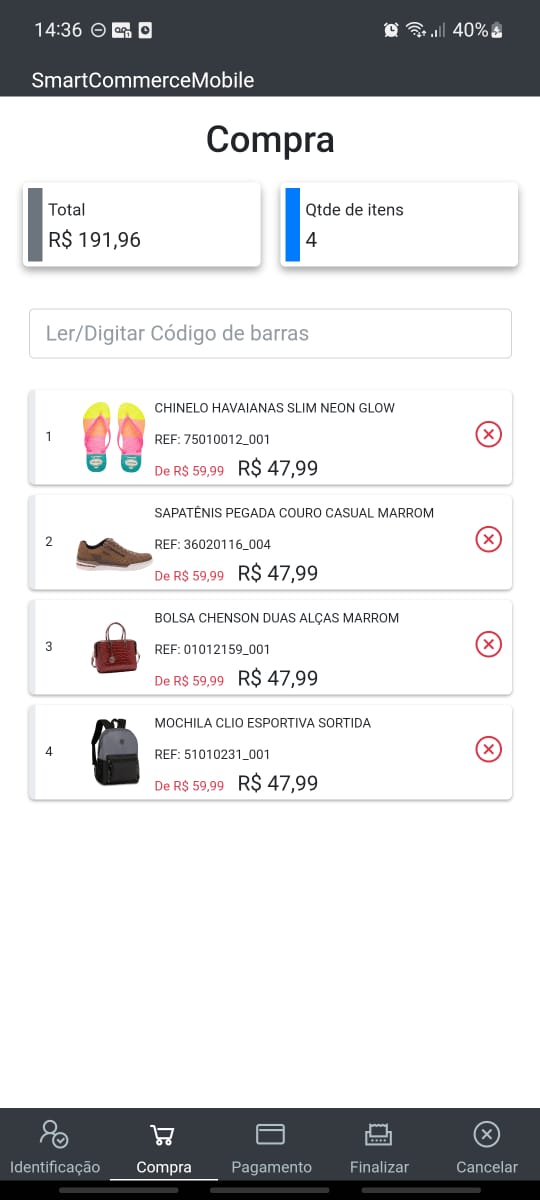 14:36
40%
SmartCommerceMobile
Compra
Total
R$ 191,96
Qtde de itens
4
Ler/Digitar Código de barras
1
CHINELO HAVAIANAS SLIM NEON GLOW
REF: 75010012_001
De R$ 59,99 R$ 47,99
2
SAPATÊNIS PEGADA COURO CASUAL MARROM
REF: 36020116_004
De R$ 59,99 R$ 47,99
3
BOLSA CHENSON DUAS ALÇAS MARROM
REF: 01012159_001
De R$ 59,99 R$ 47,99
4
MOCHILA CLIO ESPORTIVA SORTIDA
REF: 51010231_001
De R$ 59,99 R$ 47,99
Identificação
Compra
Pagamento
Finalizar
Cancelar